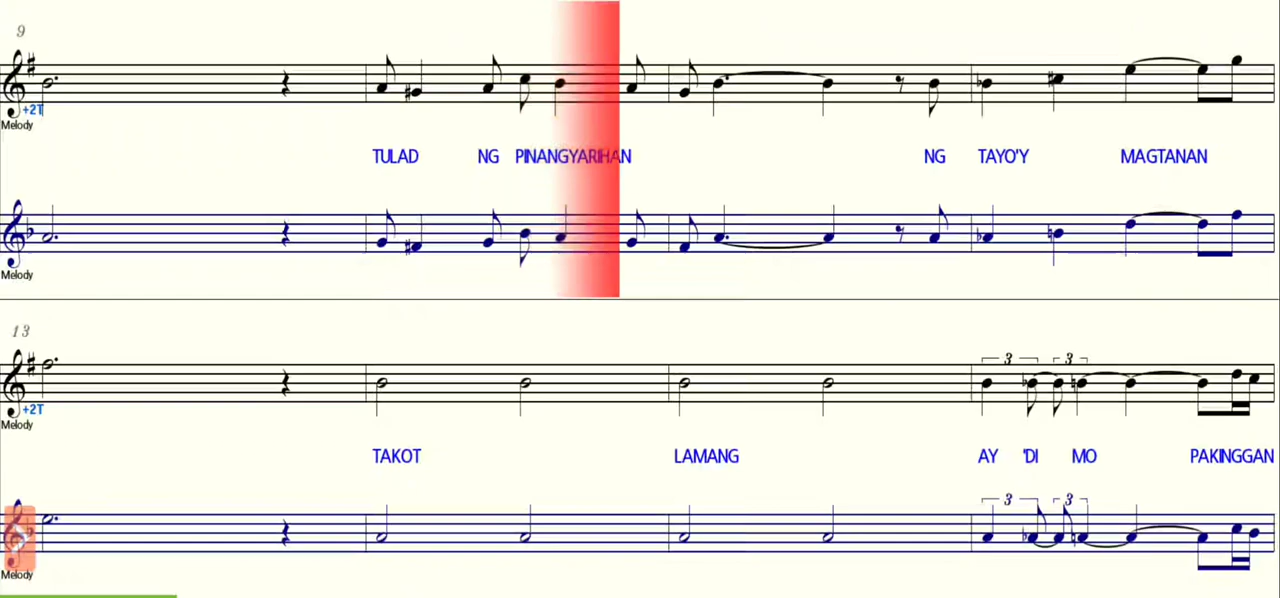 9
+2T
Melody
TULAD NG PINANGYARIHAN NG TAYO'Y MAGTANAN
Melody
13
3 3
+2T
Melody
TAKOT LAMANG AY 'DI MO PAKINGGAN
3 3
Melody